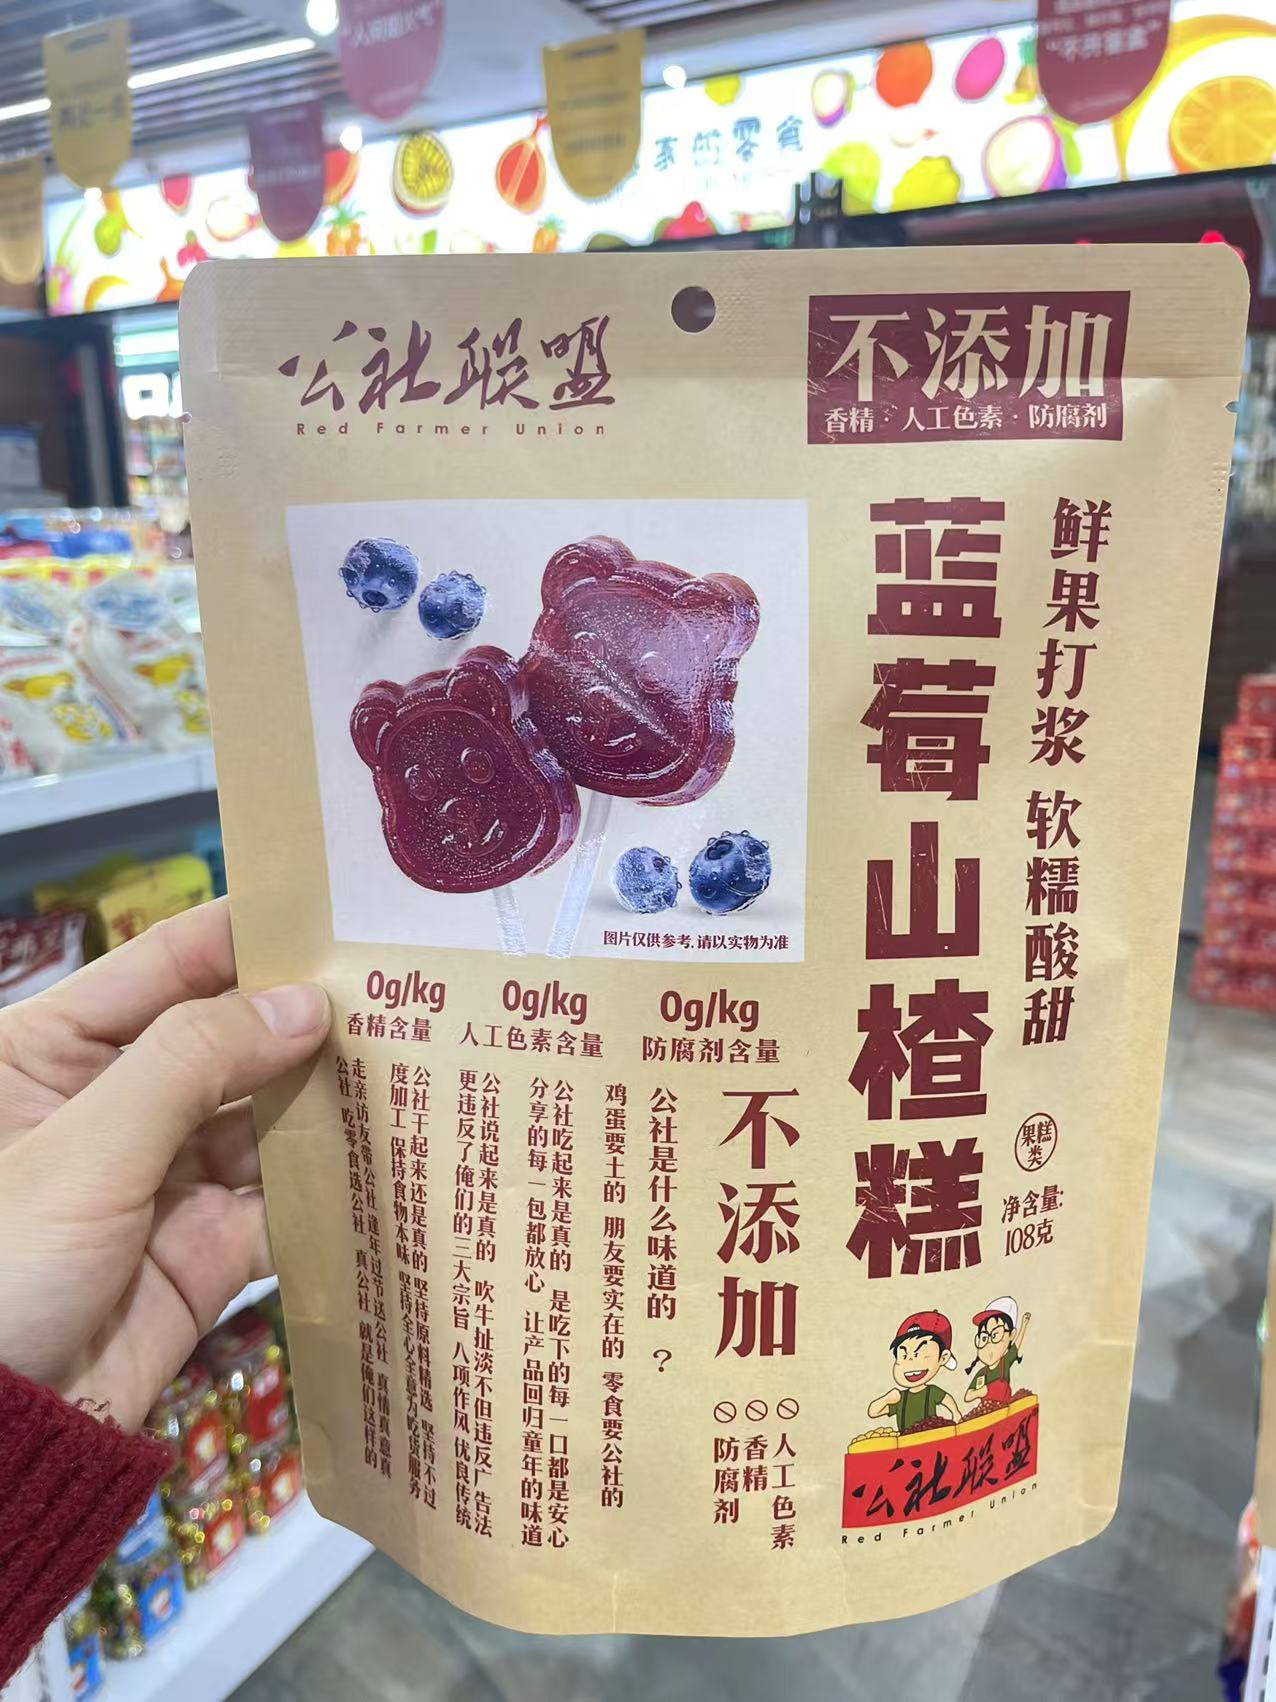 "人间烟火气"
"不开盲盒"
家的零食
公社联盟
Red Farmer Union
不添加
香精·人工色素·防腐剂
鲜果打浆 软糯酸甜
蓝莓山楂糕
果糕类
净含量:
108克
图片仅供参考,请以实物为准
0g/kg
香精含量
0g/kg
人工色素含量
0g/kg
防腐剂含量
不添加
人工色素
香精
防腐剂
公社是什么味道的 ?
鸡蛋要土的 朋友要实在的 零食要公社的
公社吃起来是真的 是吃下的每一口都是安心
分享的每一包都放心 让产品回归童年的味道
公社说起来是真的 吹牛扯淡不但违反广告法
更违反了俺们的三大宗旨 八项作风 优良传统
公社干起来还是真的 坚持原料精选 坚持不过
度加工 保持食物本味 坚持全心全意为吃货服务
走亲访友带公社 逢年过节送公社 真情真意真
公社 吃零食选公社 真公社 就是俺们这样的
公社联盟
Red Farmer Union